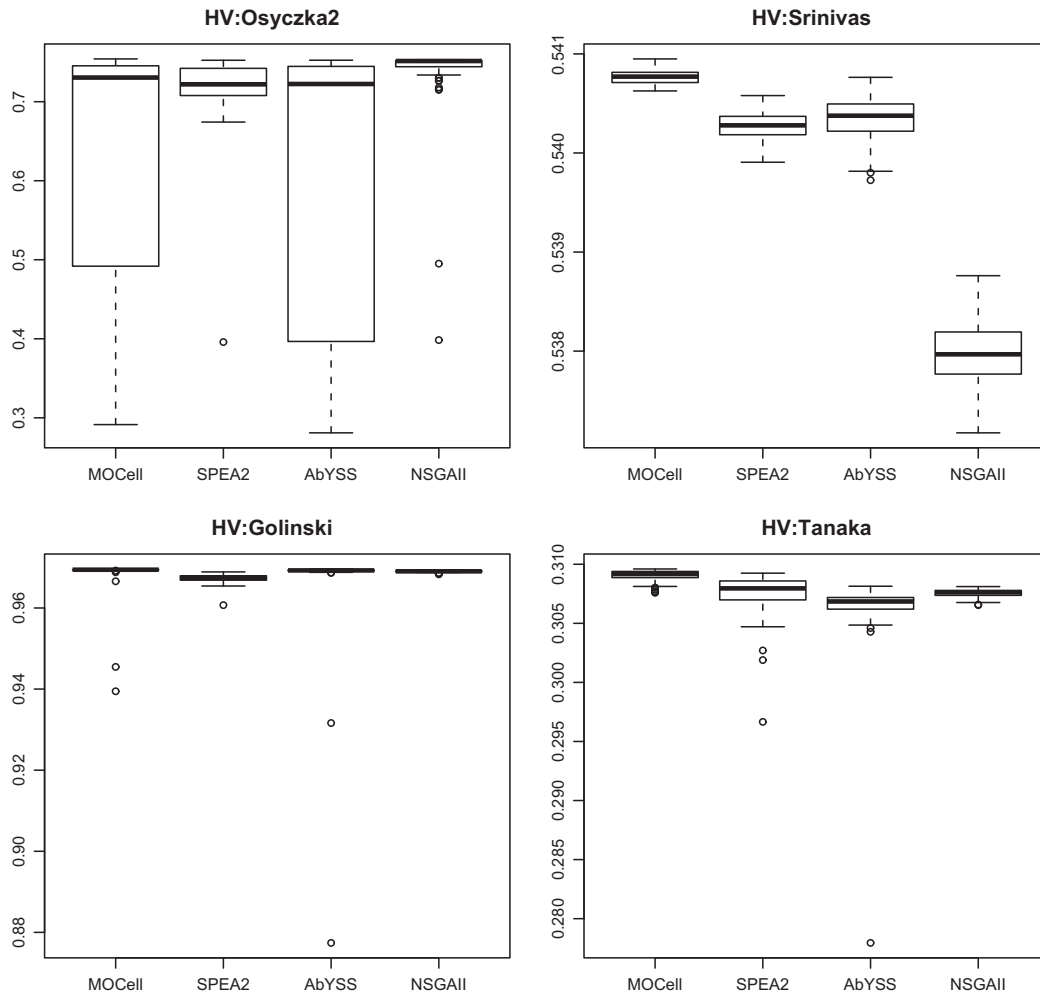 HV:Osyczka2
0.7
0.6
0.5
0.4
0.3
MOCell SPEA2 AbYSS NSGAII
HV:Srinivas
0.541
0.540
0.539
0.538
MOCell SPEA2 AbYSS NSGAII
HV:Golinski
0.96
0.94
0.92
0.90
0.88
MOCell SPEA2 AbYSS NSGAII
HV:Tanaka
0.310
0.305
0.300
0.295
0.290
0.285
0.280
MOCell SPEA2 AbYSS NSGAII